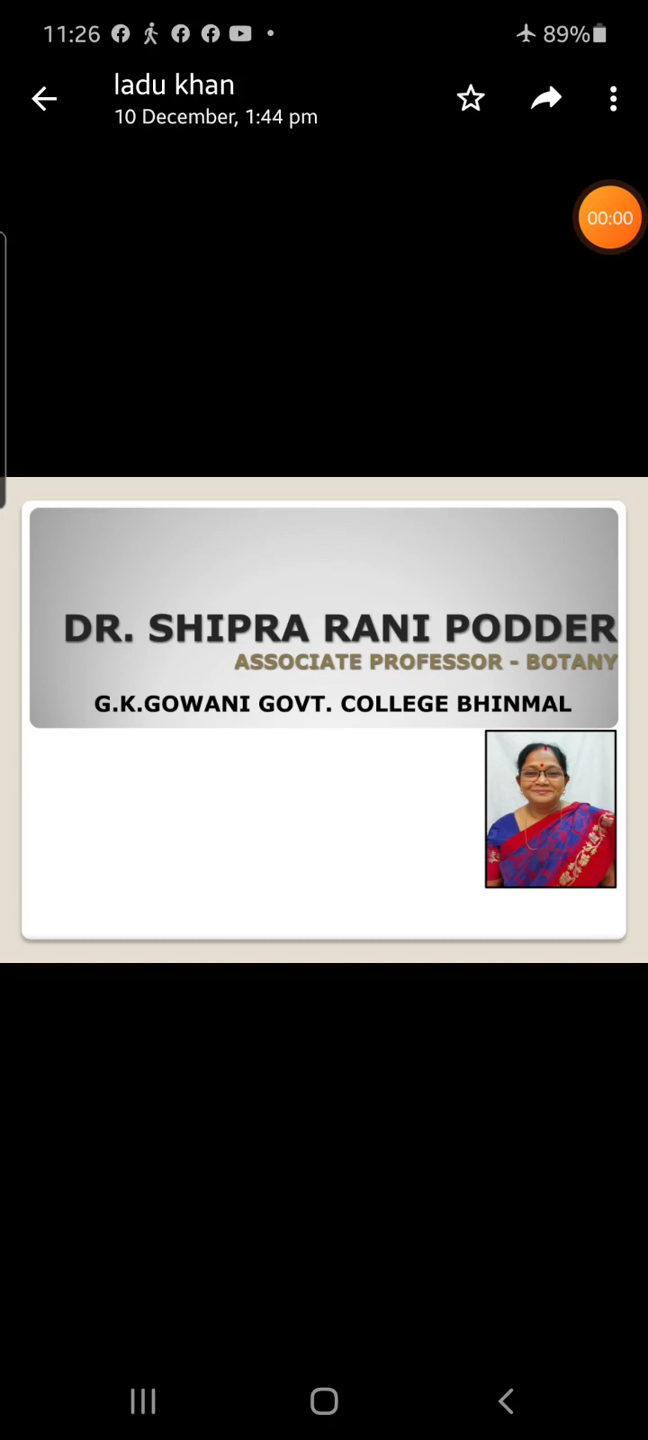 11:26
89%
ladu khan
10 December, 1:44 pm
00:00
DR. SHIPRA RANI PODDER
ASSOCIATE PROFESSOR - BOTANY
G.K.GOWANI GOVT. COLLEGE BHINMAL